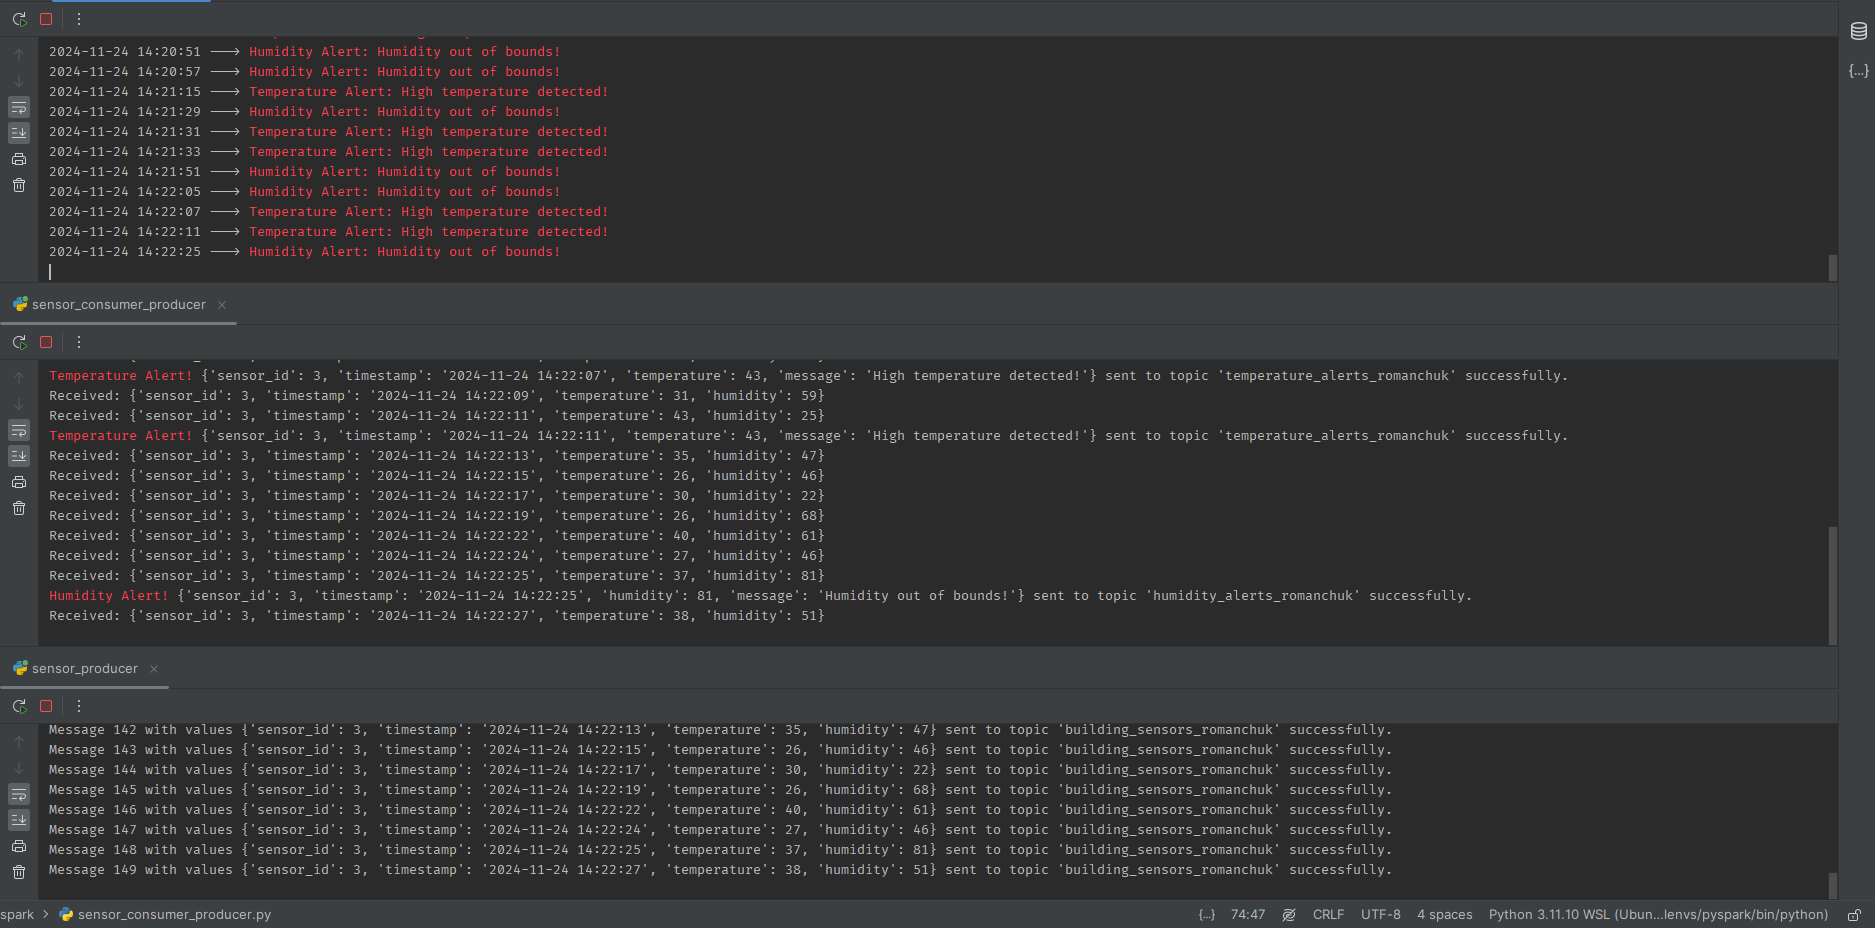 2024-11-24 14:20:51 ---> Humidity Alert: Humidity out of bounds!
2024-11-24 14:20:57 ---> Humidity Alert: Humidity out of bounds!
2024-11-24 14:21:15 ---> Temperature Alert: High temperature detected!
2024-11-24 14:21:29 ---> Humidity Alert: Humidity out of bounds!
2024-11-24 14:21:31 ---> Temperature Alert: High temperature detected!
2024-11-24 14:21:33 ---> Temperature Alert: High temperature detected!
2024-11-24 14:21:51 ---> Humidity Alert: Humidity out of bounds!
2024-11-24 14:22:05 ---> Humidity Alert: Humidity out of bounds!
2024-11-24 14:22:07 ---> Temperature Alert: High temperature detected!
2024-11-24 14:22:11 ---> Temperature Alert: High temperature detected!
2024-11-24 14:22:25 ---> Humidity Alert: Humidity out of bounds!
sensor_consumer_producer
Temperature Alert! {'sensor_id': 3, 'timestamp': '2024-11-24 14:22:07', 'temperature': 43, 'message': 'High temperature detected!'} sent to topic 'temperature_alerts_romanchuk' successfully.
Received: {'sensor_id': 3, 'timestamp': '2024-11-24 14:22:09', 'temperature': 31, 'humidity': 59}
Received: {'sensor_id': 3, 'timestamp': '2024-11-24 14:22:11', 'temperature': 43, 'humidity': 25}
Temperature Alert! {'sensor_id': 3, 'timestamp': '2024-11-24 14:22:11', 'temperature': 43, 'message': 'High temperature detected!'} sent to topic 'temperature_alerts_romanchuk' successfully.
Received: {'sensor_id': 3, 'timestamp': '2024-11-24 14:22:13', 'temperature': 35, 'humidity': 47}
Received: {'sensor_id': 3, 'timestamp': '2024-11-24 14:22:15', 'temperature': 26, 'humidity': 46}
Received: {'sensor_id': 3, 'timestamp': '2024-11-24 14:22:17', 'temperature': 30, 'humidity': 22}
Received: {'sensor_id': 3, 'timestamp': '2024-11-24 14:22:19', 'temperature': 26, 'humidity': 68}
Received: {'sensor_id': 3, 'timestamp': '2024-11-24 14:22:22', 'temperature': 40, 'humidity': 61}
Received: {'sensor_id': 3, 'timestamp': '2024-11-24 14:22:24', 'temperature': 27, 'humidity': 46}
Received: {'sensor_id': 3, 'timestamp': '2024-11-24 14:22:25', 'temperature': 37, 'humidity': 81}
Humidity Alert! {'sensor_id': 3, 'timestamp': '2024-11-24 14:22:25', 'humidity': 81, 'message': 'Humidity out of bounds!'} sent to topic 'humidity_alerts_romanchuk' successfully.
Received: {'sensor_id': 3, 'timestamp': '2024-11-24 14:22:27', 'temperature': 38, 'humidity': 51}
sensor_producer
Message 142 with values {'sensor_id': 3, 'timestamp': '2024-11-24 14:22:13', 'temperature': 35, 'humidity': 47} sent to topic 'building_sensors_romanchuk' successfully.
Message 143 with values {'sensor_id': 3, 'timestamp': '2024-11-24 14:22:15', 'temperature': 26, 'humidity': 46} sent to topic 'building_sensors_romanchuk' successfully.
Message 144 with values {'sensor_id': 3, 'timestamp': '2024-11-24 14:22:17', 'temperature': 30, 'humidity': 22} sent to topic 'building_sensors_romanchuk' successfully.
Message 145 with values {'sensor_id': 3, 'timestamp': '2024-11-24 14:22:19', 'temperature': 26, 'humidity': 68} sent to topic 'building_sensors_romanchuk' successfully.
Message 146 with values {'sensor_id': 3, 'timestamp': '2024-11-24 14:22:22', 'temperature': 40, 'humidity': 61} sent to topic 'building_sensors_romanchuk' successfully.
Message 147 with values {'sensor_id': 3, 'timestamp': '2024-11-24 14:22:24', 'temperature': 27, 'humidity': 46} sent to topic 'building_sensors_romanchuk' successfully.
Message 148 with values {'sensor_id': 3, 'timestamp': '2024-11-24 14:22:25', 'temperature': 37, 'humidity': 81} sent to topic 'building_sensors_romanchuk' successfully.
Message 149 with values {'sensor_id': 3, 'timestamp': '2024-11-24 14:22:27', 'temperature': 38, 'humidity': 51} sent to topic 'building_sensors_romanchuk' successfully.
spark > sensor_consumer_producer.py {...} 74:47 CRLF UTF-8 4 spaces Python 3.11.10 WSL (Ubun...lenvs/pyspark/bin/python)